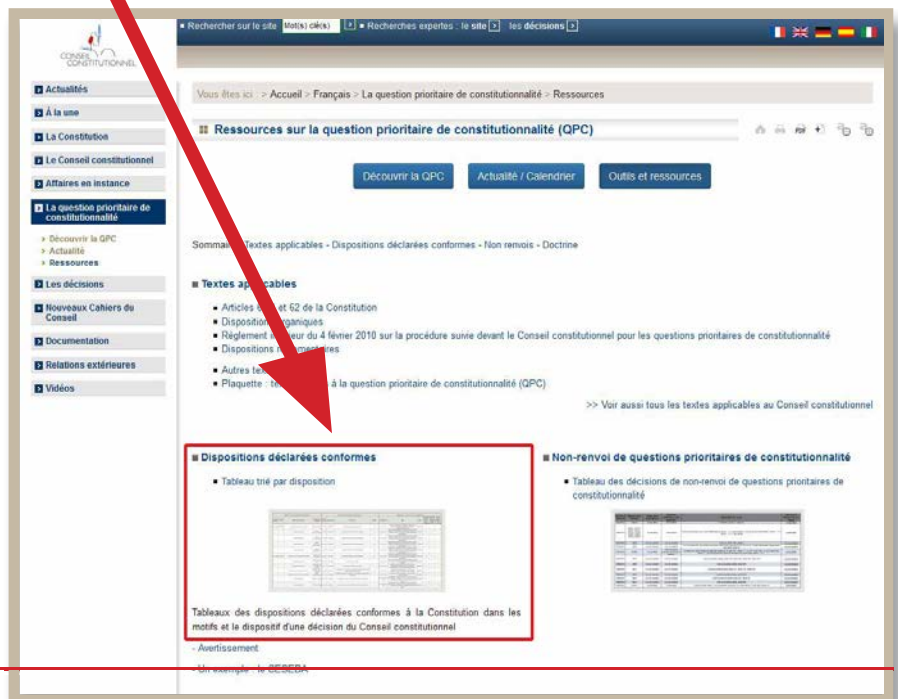 Rechercher sur le site Mot(s) clé(s) Recherches expertes : le site les décisions
CONSEIL
CONSTITUTIONNEL
Actualités
À la une
La Constitution
Le Conseil constitutionnel
Affaires en instance
La question prioritaire de
constitutionnalité
Découvrir la QPC
Actualité
Ressources
Les décisions
Nouveaux Cahiers du
Conseil
Documentation
Relations extérieures
Vidéos
Vous êtes ici : > Accueil > Français > La question prioritaire de constitutionnalité > Ressources
Ressources sur la question prioritaire de constitutionnalité (QPC)
Découvrir la QPC Actualité / Calendrier Outils et ressources
Textes applicables - Dispositions déclarées conformes - Non renvois - Doctrine
Textes applicables
Articles et 62 de la Constitution
Dispositions organiques
Règlement du 4 février 2010 sur la procédure suivie devant le Conseil constitutionnel pour les questions prioritaires de constitutionnalité
Dispositions
Autres
Plaquette : à la question prioritaire de constitutionnalité (QPC)
>> Voir aussi tous les textes applicables au Conseil constitutionnel
Dispositions déclarées conformes
Tableau trié par disposition
Tableaux des dispositions déclarées conformes à la Constitution dans les
motifs et le dispositif d'une décision du Conseil constitutionnel
- Avertissement
- Un exemple : le CESEDA
Non-renvoi de questions prioritaires de constitutionnalité
Tableau des décisions de non-renvoi de questions prioritaires de
constitutionnalité